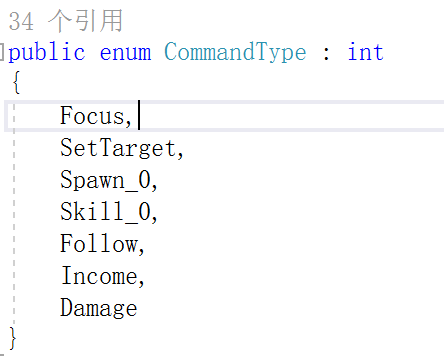 34 个引用
public enum CommandType : int
{
Focus,
SetTarget,
Spawn_0,
Skill_0,
Follow,
Income,
Damage
}